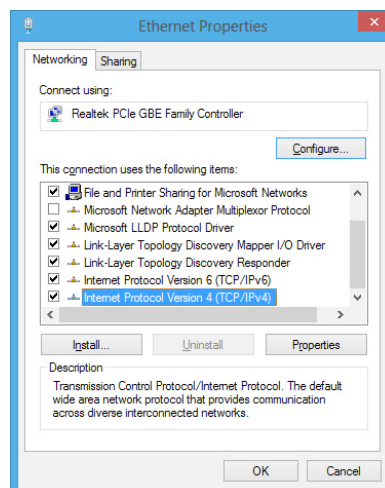 Ethernet Properties
Networking
Sharing
Connect using:
Realtek PCIe GBE Family Controller
Configure...
This connection uses the following items:
File and Printer Sharing for Microsoft Networks
Microsoft Network Adapter Multiplexor Protocol
Microsoft LLDP Protocol Driver
Link-Layer Topology Discovery Mapper I/O Driver
Link-Layer Topology Discovery Responder
Internet Protocol Version 6 (TCP/IPv6)
Internet Protocol Version 4 (TCP/IPv4)
Install...
Uninstall
Properties
Description
Transmission Control Protocol/Internet Protocol. The default
wide area network protocol that provides communication
across diverse interconnected networks.
OK
Cancel